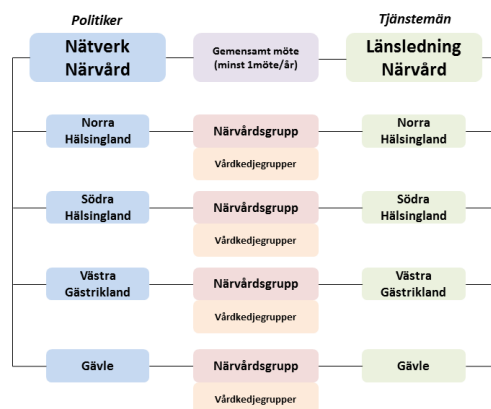 Politiker
Tjänstemän
Nätverk
Närvård
Gemensamt möte
(minst 1möte/år)
Länsledning
Närvård
Norra
Hälsingland
Närvårdsgrupp
Vårdkedjegrupper
Norra
Hälsingland
Södra
Hälsingland
Närvårdsgrupp
Vårdkedjegrupper
Södra
Hälsingland
Västra
Gästrikland
Närvårdsgrupp
Vårdkedjegrupper
Västra
Gästrikland
Gävle
Närvårdsgrupp
Vårdkedjegrupper
Gävle